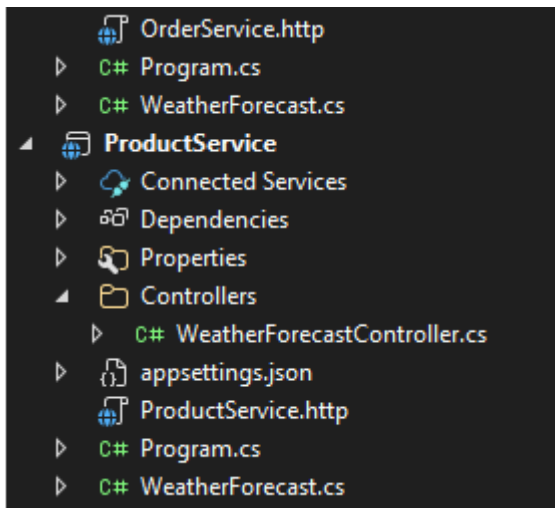 OrderService.http
C# Program.cs
C# WeatherForecast.cs
ProductService
Connected Services
Dependencies
Properties
Controllers
C# WeatherForecastController.cs
appsettings.json
ProductService.http
C# Program.cs
C# WeatherForecast.cs